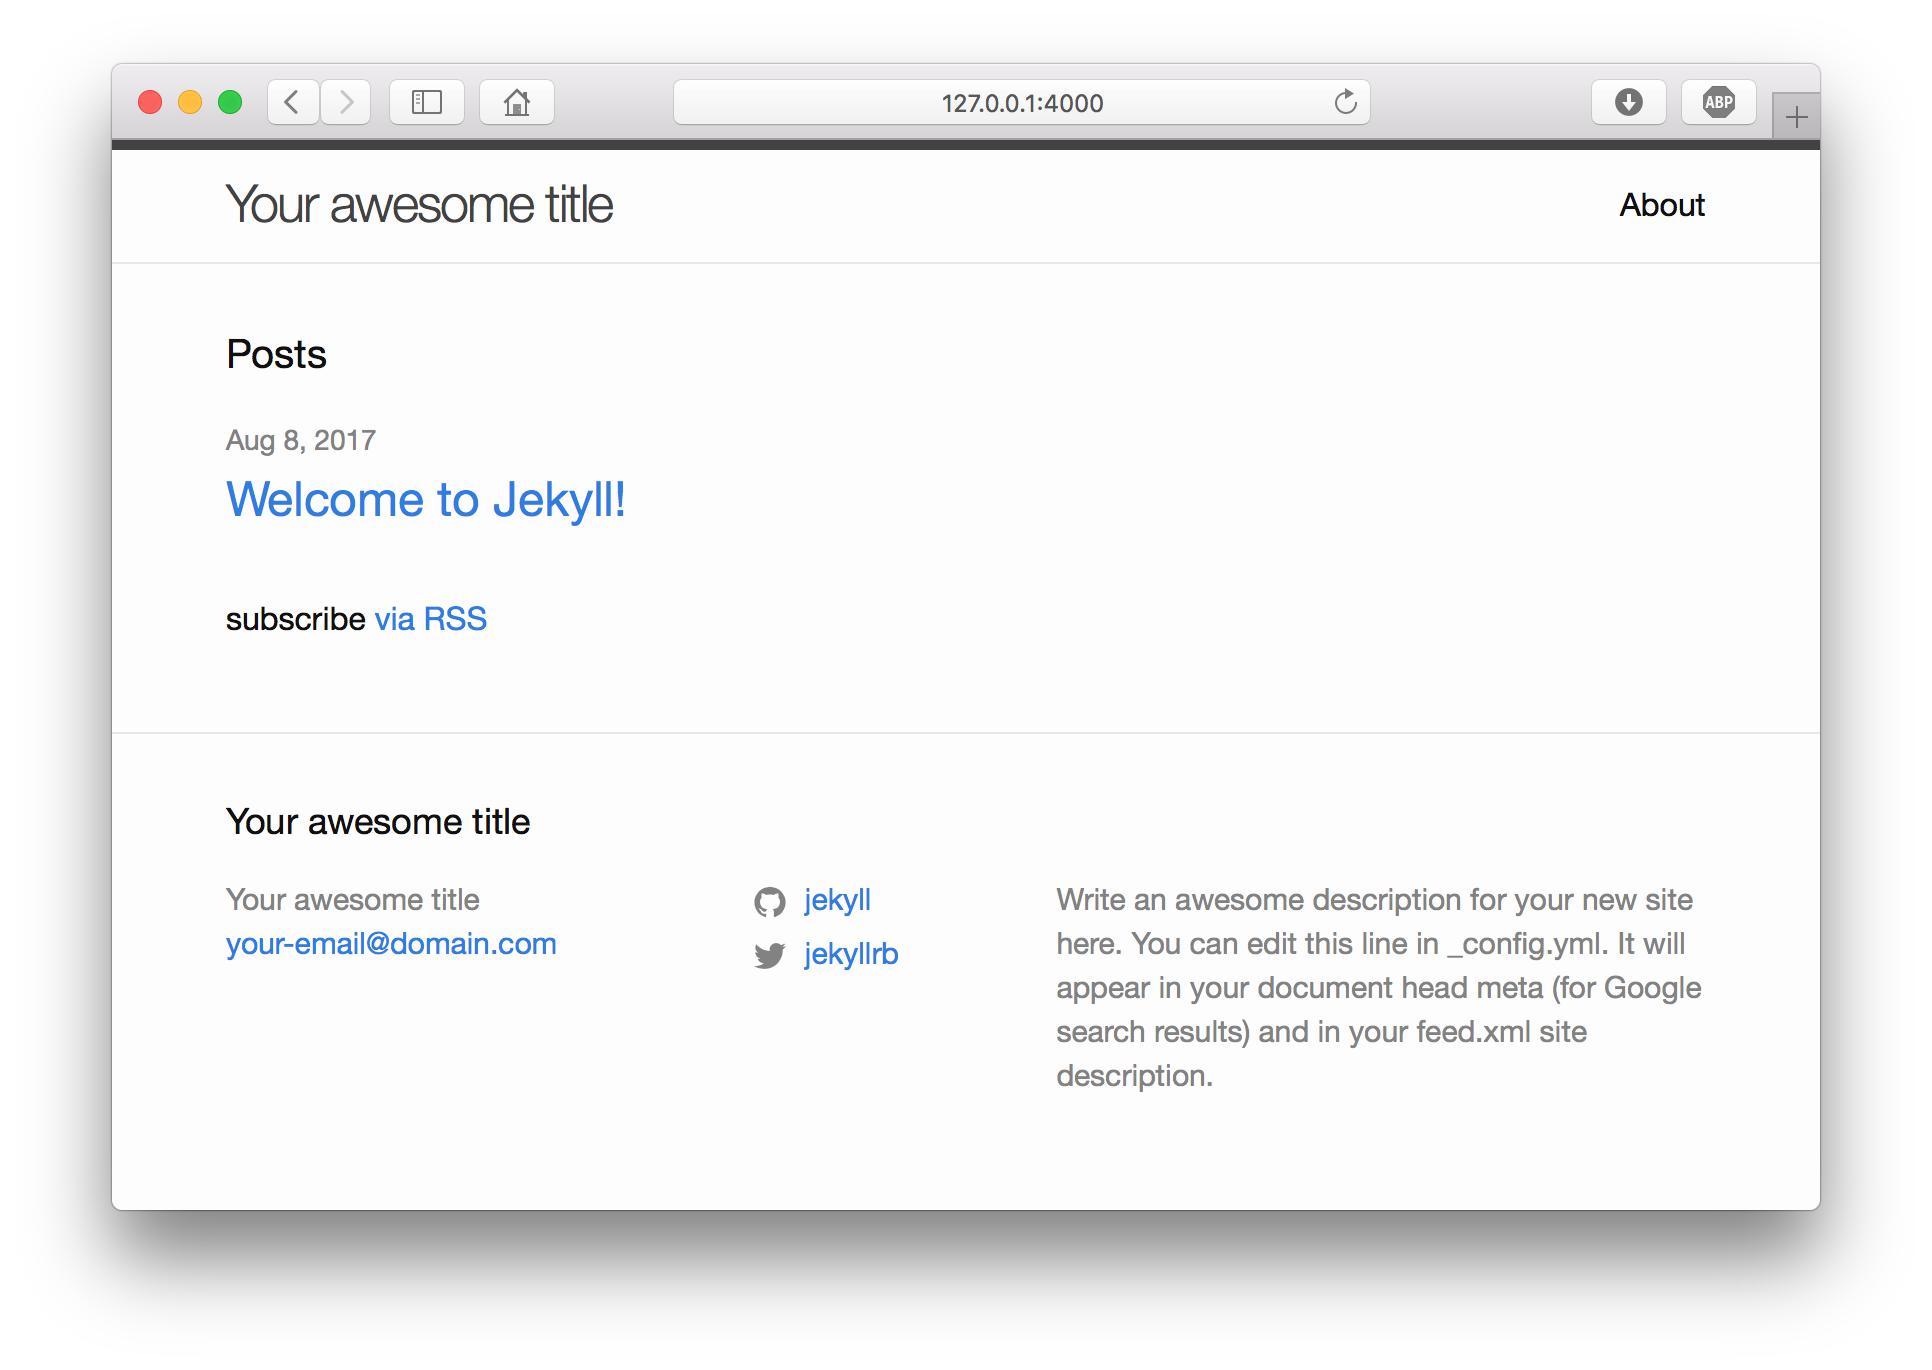 127.0.0.1:4000
ABP
Your awesome title
About
Posts
Aug 8, 2017
Welcome to Jekyll!
subscribe via RSS
Your awesome title
Your awesome title
your-email@domain.com
jekyll
jekyllrb
Write an awesome description for your new site
here. You can edit this line in _config.yml. It will
appear in your document head meta (for Google
search results) and in your feed.xml site
description.